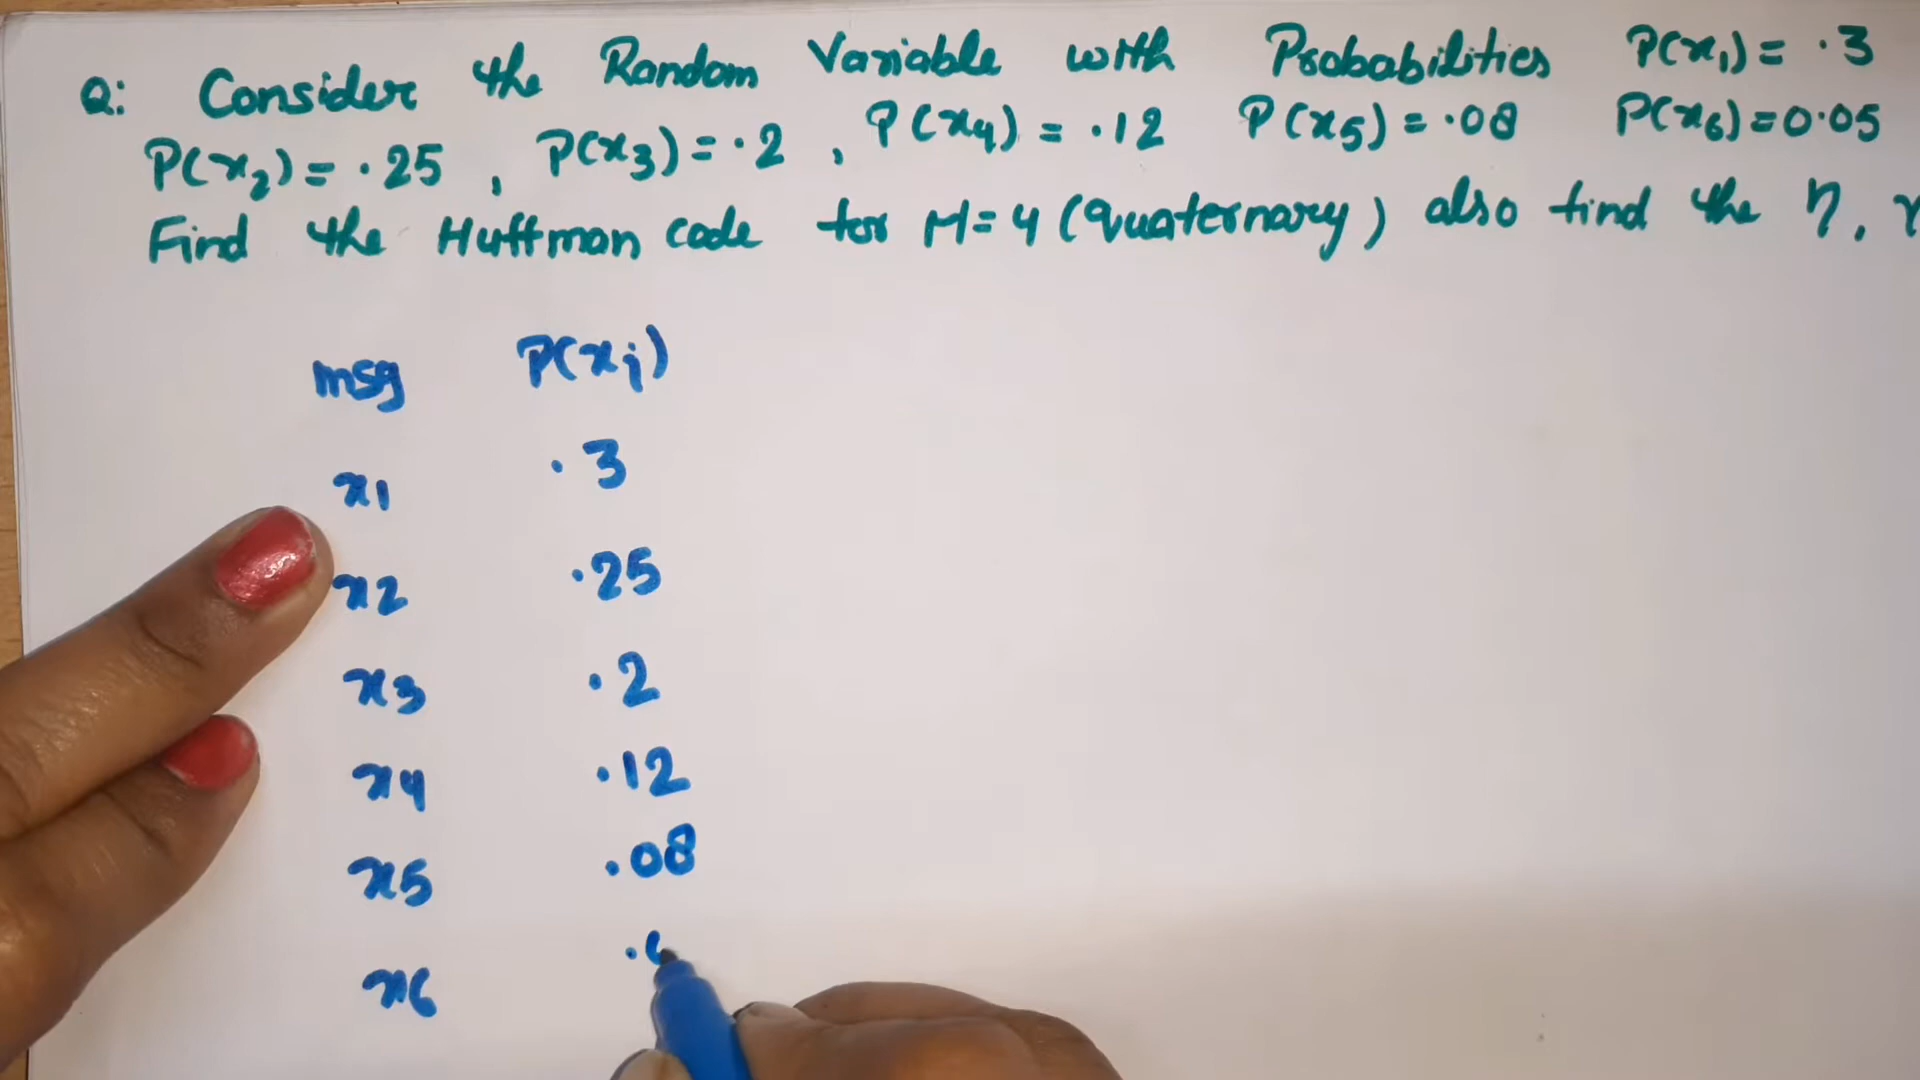 Q: Consider the Random Variable with Probabilities P(x1) = .3
P(x2) = .25 , P(x3) = .2 , P(x4) = .12 P(x5) = .08 P(x6) = 0.05
Find the Huffman code for M=4 (Quaternary) also find the η,
msg P(xi)
x1 .3
x2 .25
x3 .2
x4 .12
x5 .08
x6